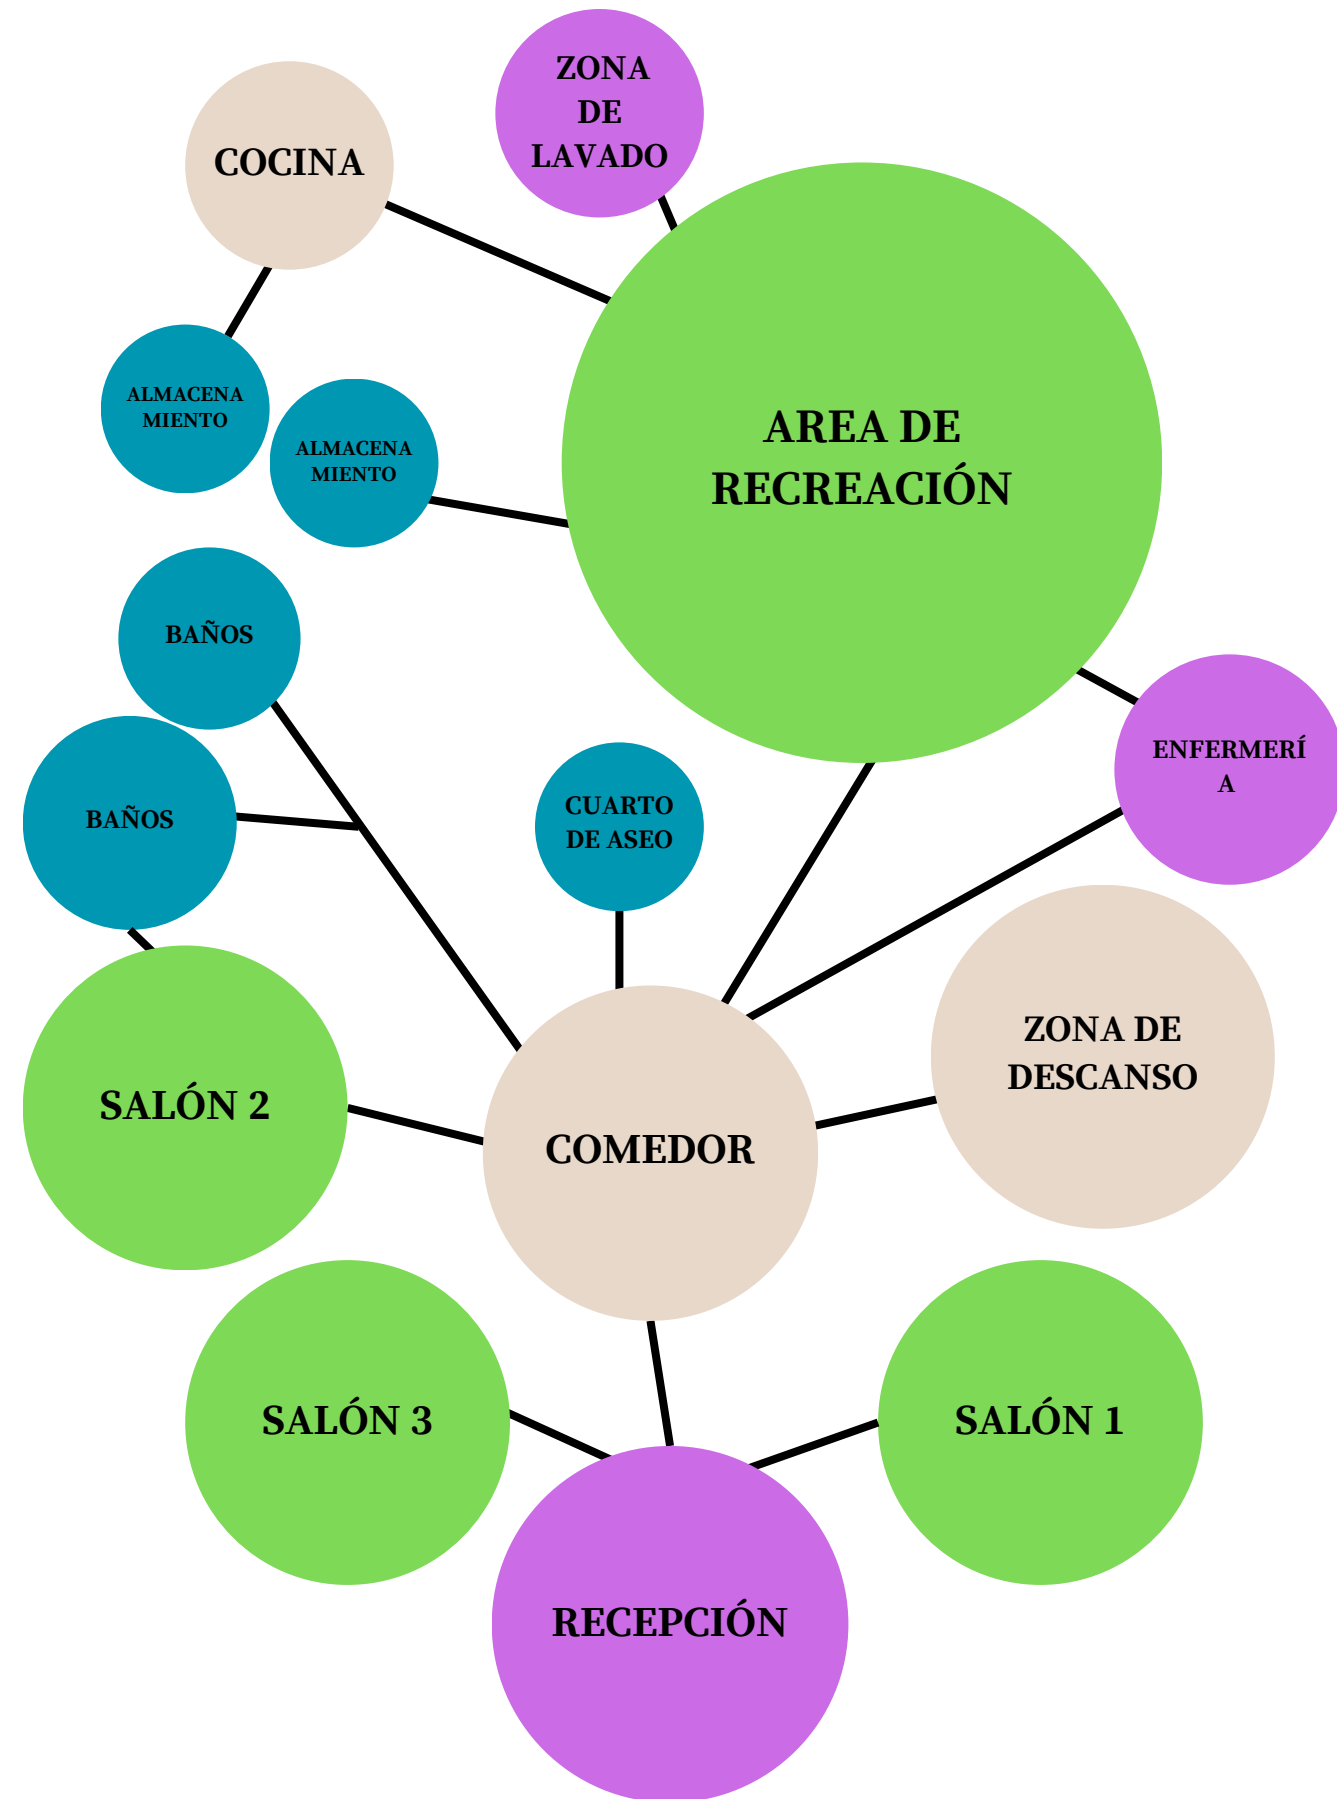 ZONA
DE
LAVADO
COCINA
ALMACENA
MIENTO
ALMACENA
MIENTO
AREA DE
RECREACIÓN
BAÑOS
BAÑOS
CUARTO
DE ASEO
ENFERMERÍ
A
ZONA DE
DESCANSO
SALÓN 2
COMEDOR
SALÓN 3
SALÓN 1
RECEPCIÓN